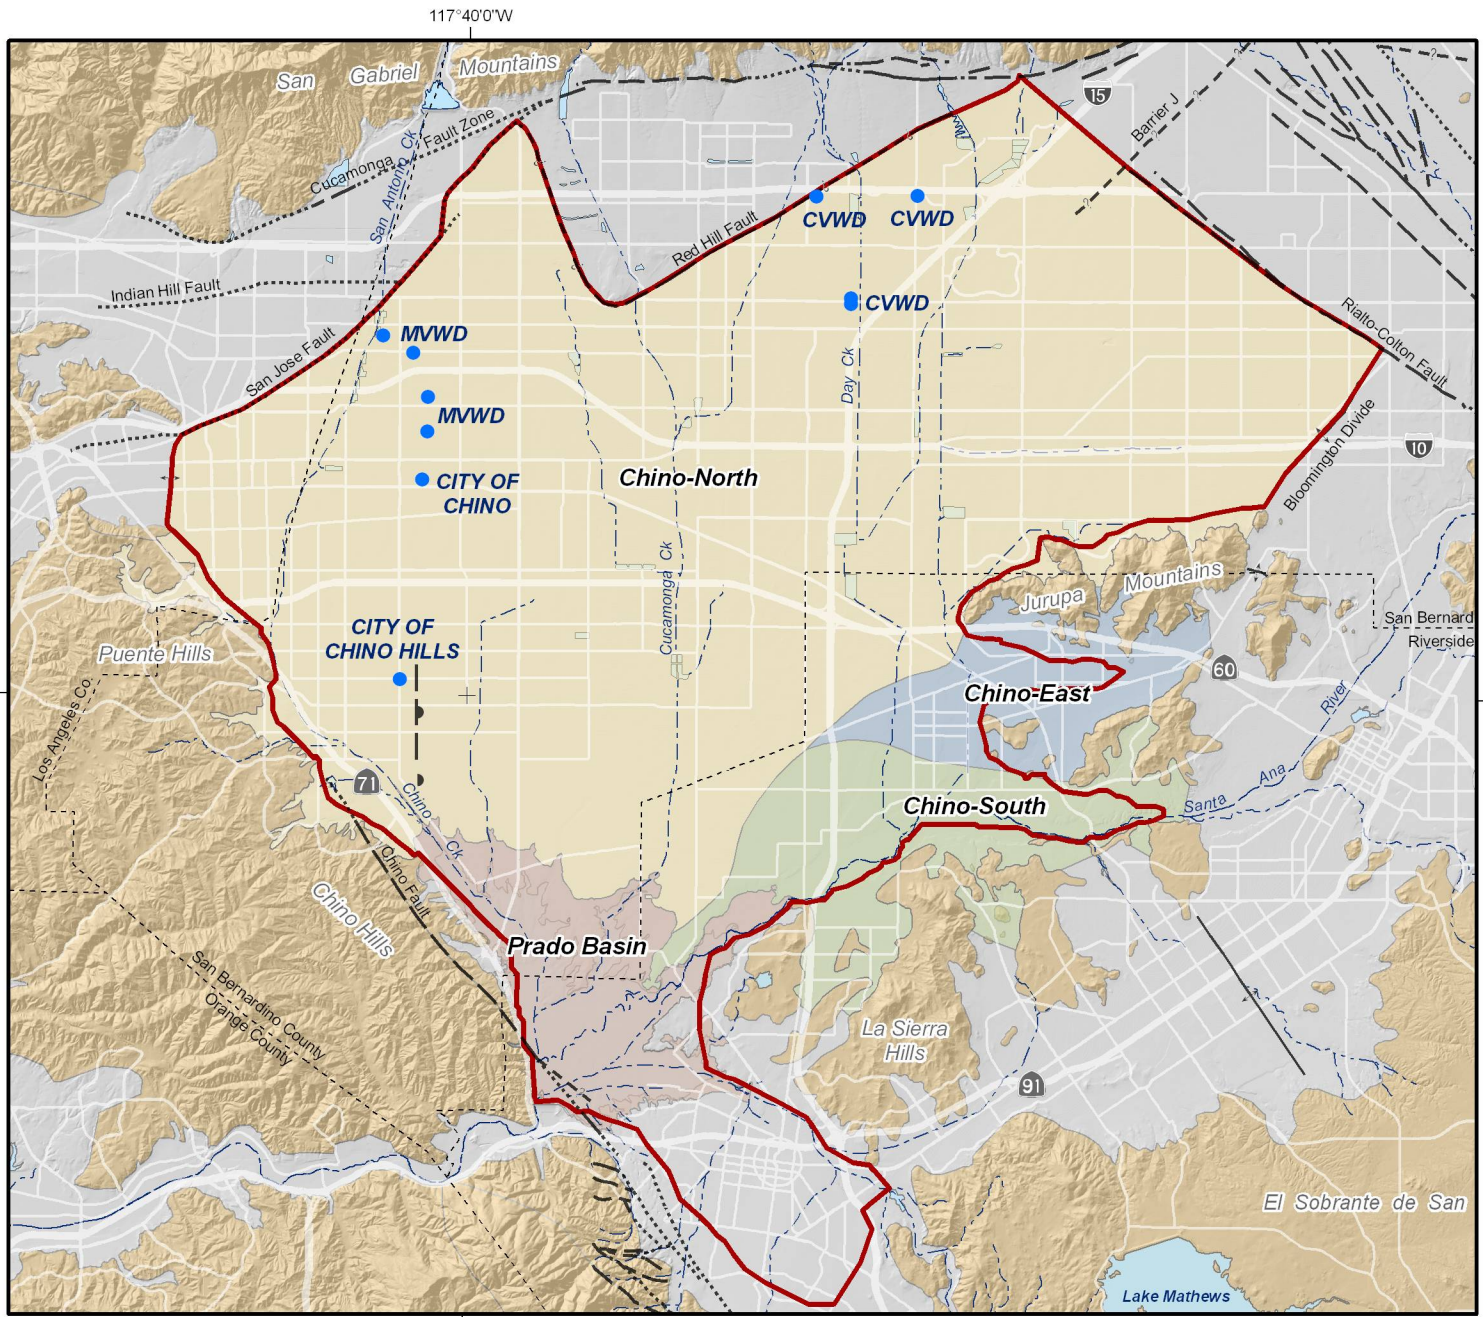 117°40'0"W
San Gabriel Mountains
15
Barrier J
?
?
?
?
Cucamonga Fault Zone
San Antonio Ck
Red Hill Fault
CVWD
CVWD
Indian Hill Fault
CVWD
Rialto-Colton Fault
MVWD
San Jose Fault
Day Ck
MVWD
Bloomington Divide
10
Chino-North
CITY OF
CHINO
Cucamonga Ck
Jurupa Mountains
San Bernard
Riverside
CITY OF
CHINO HILLS
Puente Hills
60
Los Angeles Co.
Chino-East
River
71
Chino Ck
Chino-South
Santa Ana
Chino Fault
Chino Hills
Prado Basin
San Bernardino County
Orange County
La Sierra
Hills
91
El Sobrante de San
Lake Mathews